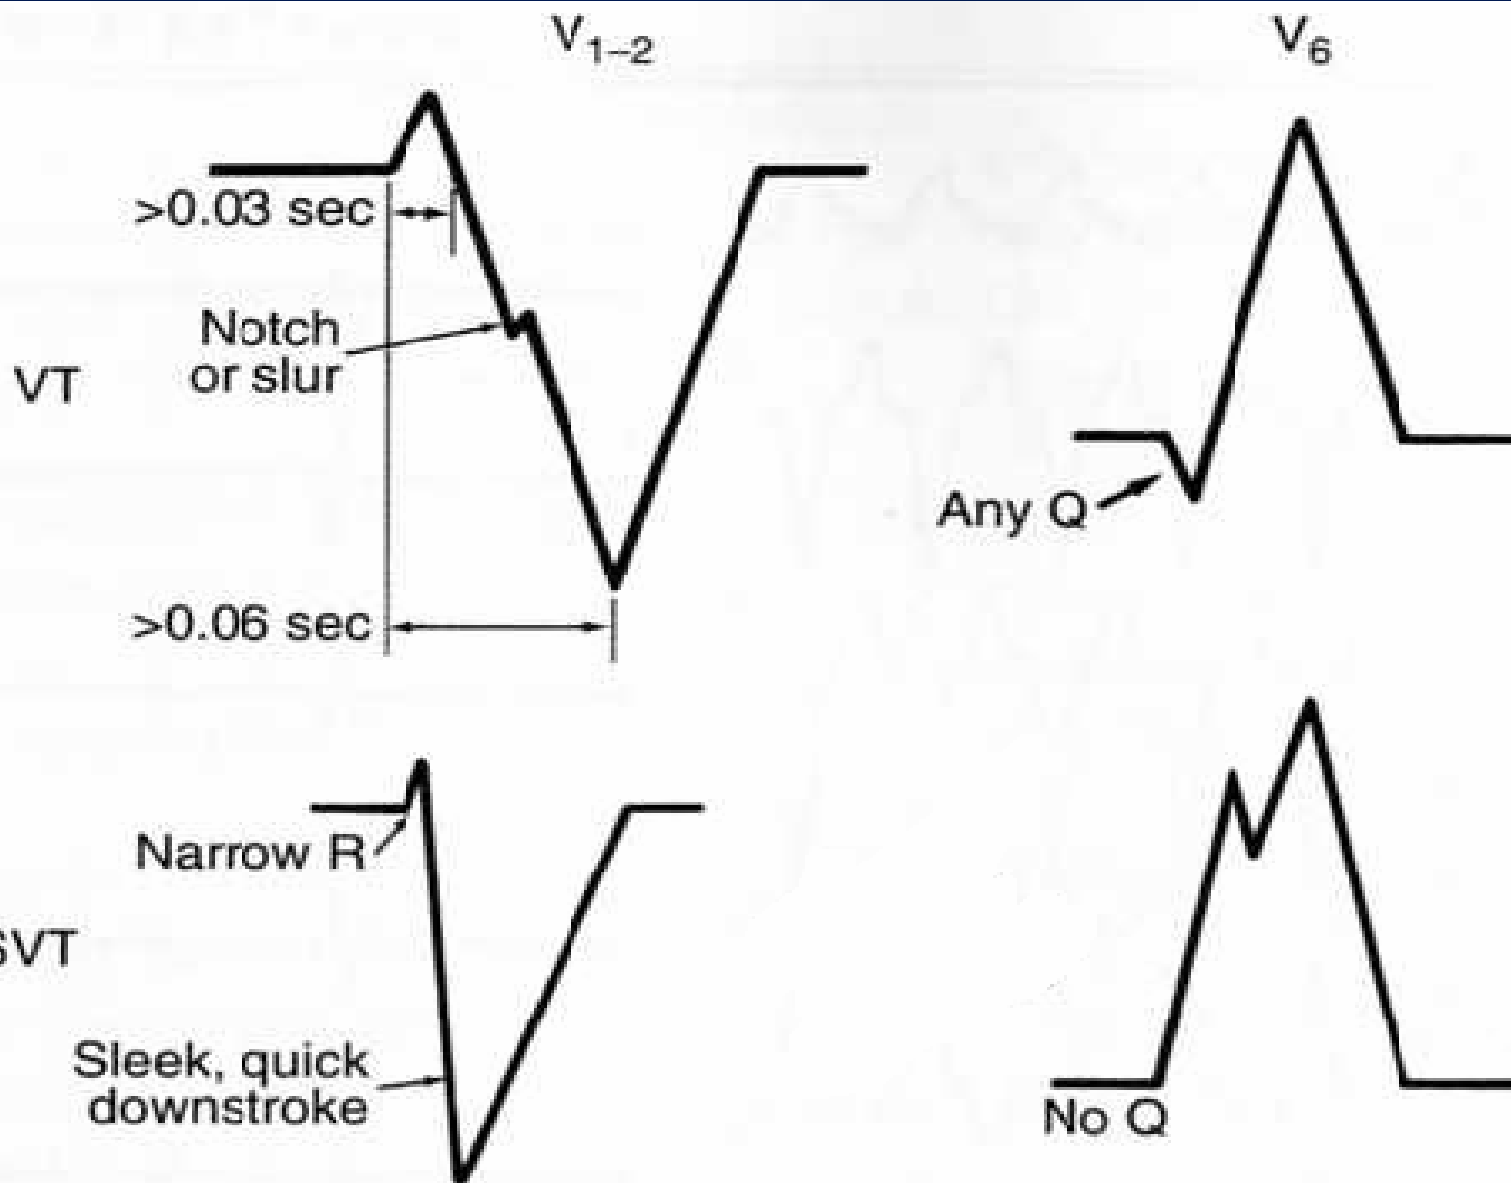 V1–2
V6
>0.03 sec
Notch
or slur
VT
Any Q
>0.06 sec
Narrow R
SVT
Sleek, quick
downstroke
No Q